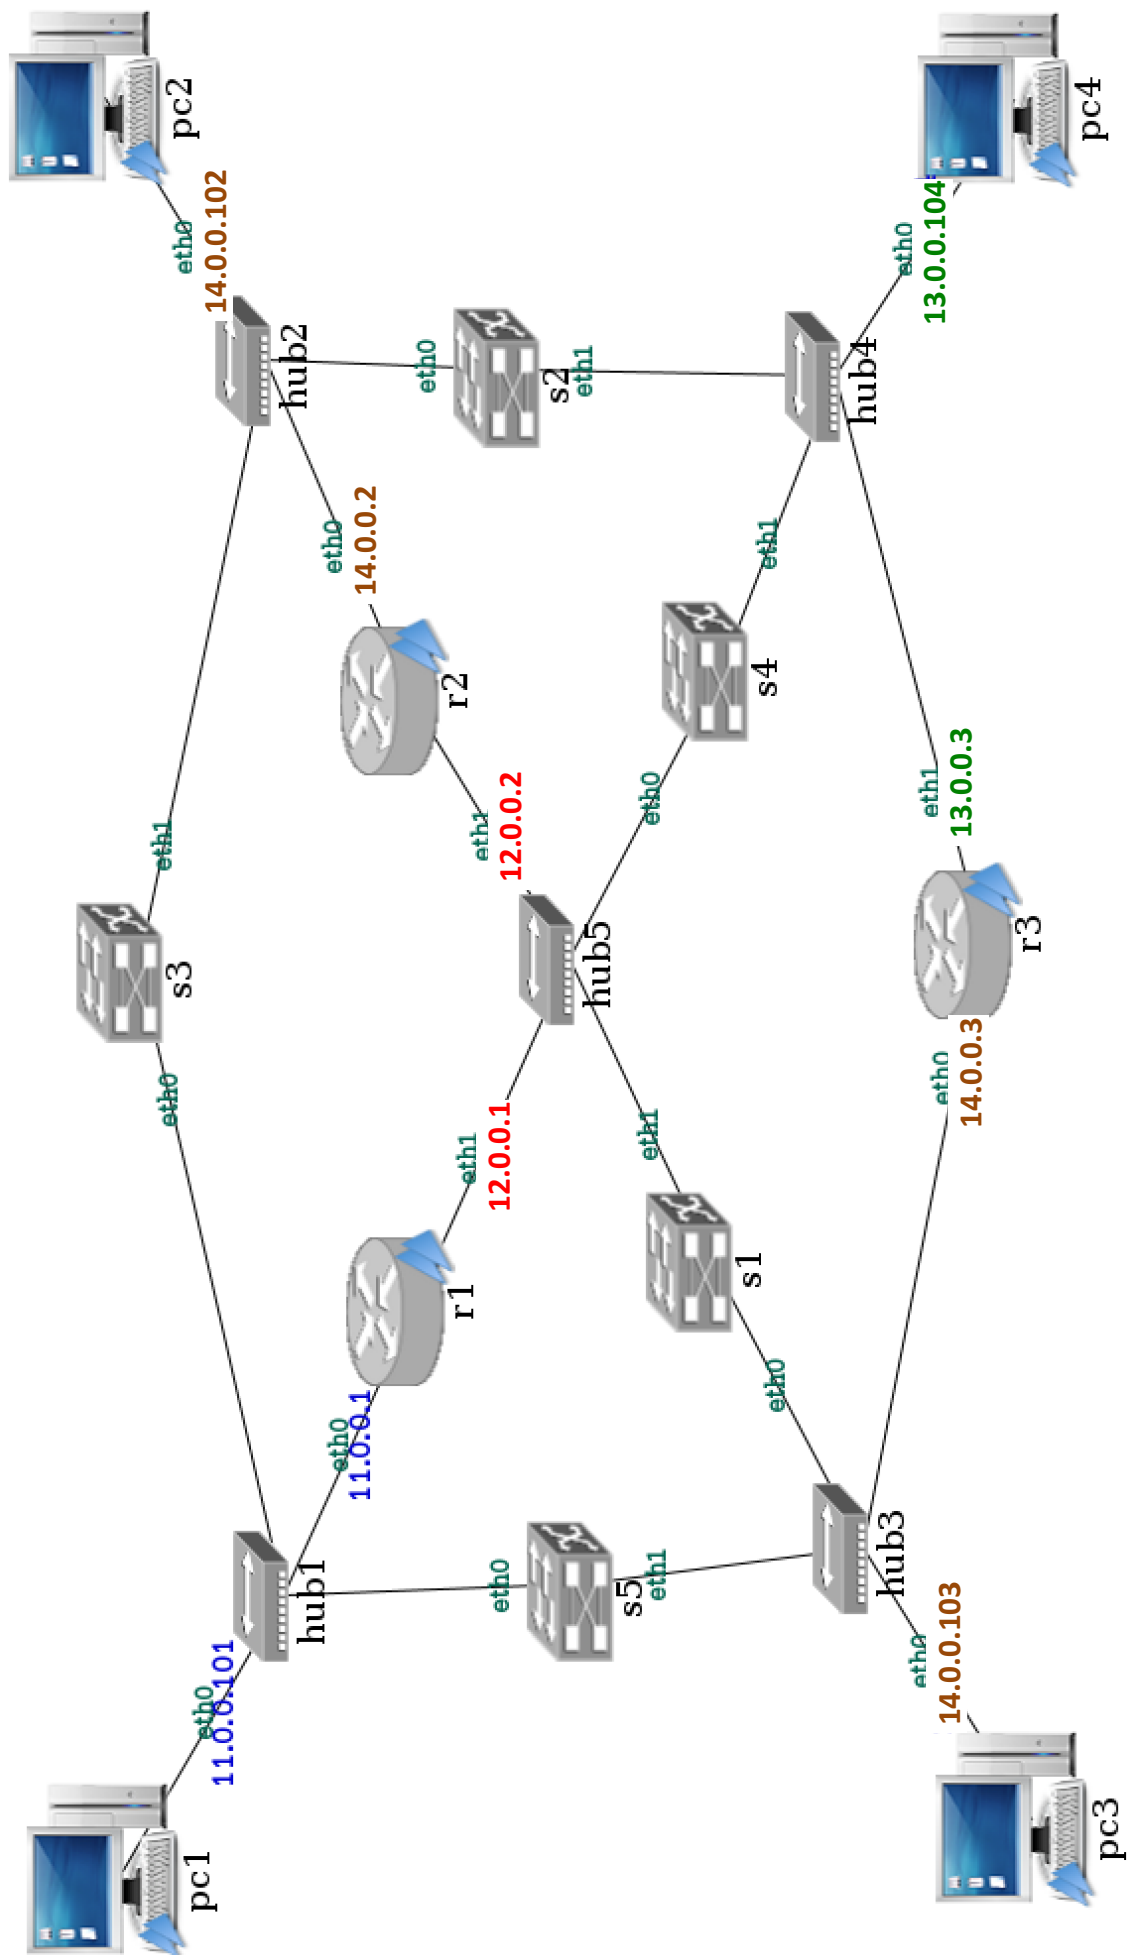 pc1
eth0
11.0.0.101
hub1
eth0
s3
eth1
hub2
eth0
14.0.0.102
pc2
eth0
11.0.0.1
r1
eth1
12.0.0.1
hub5
eth1
12.0.0.2
r2
eth0
14.0.0.2
eth0
s5
eth1
eth0
s2
eth1
eth0
s1
eth1
eth0
s4
eth1
pc3
eth0
14.0.0.103
hub3
eth0
14.0.0.3
r3
eth1
13.0.0.3
hub4
eth0
13.0.0.104
pc4